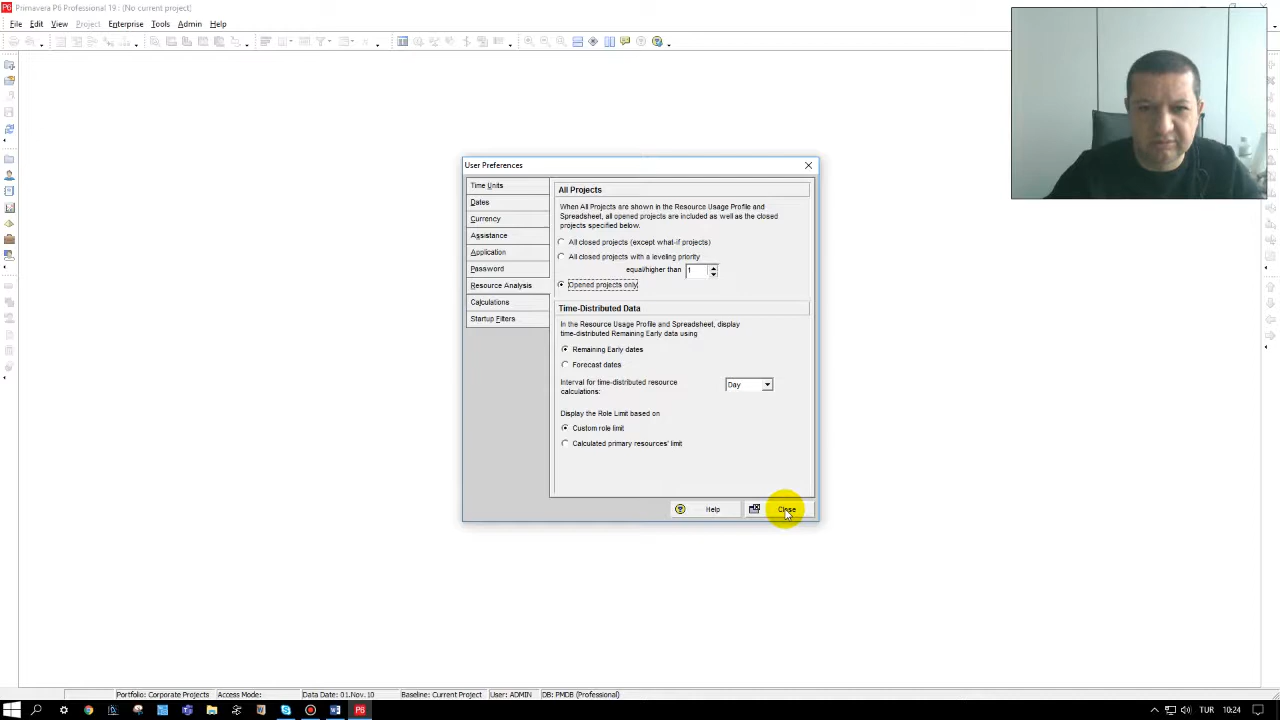 Primavera P6 Professional 19 : (No current project)
File Edit View Project Enterprise Tools Admin Help
User Preferences
Time Units
Dates
Currency
Assistance
Application
Password
Resource Analysis
Calculations
Startup Filters
All Projects
When All Projects are shown in the Resource Usage Profile and
Spreadsheet, all opened projects are included as well as the closed
projects specified below.
All closed projects (except what-if projects)
All closed projects with a leveling priority
equal/higher than 1
Opened projects only
Time-Distributed Data
In the Resource Usage Profile and Spreadsheet, display
time-distributed Remaining Early data using
Remaining Early dates
Forecast dates
Interval for time-distributed resource
calculations:
Day
Display the Role Limit based on
Custom role limit
Calculated primary resources' limit
Help
Close
Portfolio: Corporate Projects Access Mode: Data Date: 01.Nov.10 Baseline: Current Project User: ADMIN DB: PMDB (Professional)
P6
TUR 10:24